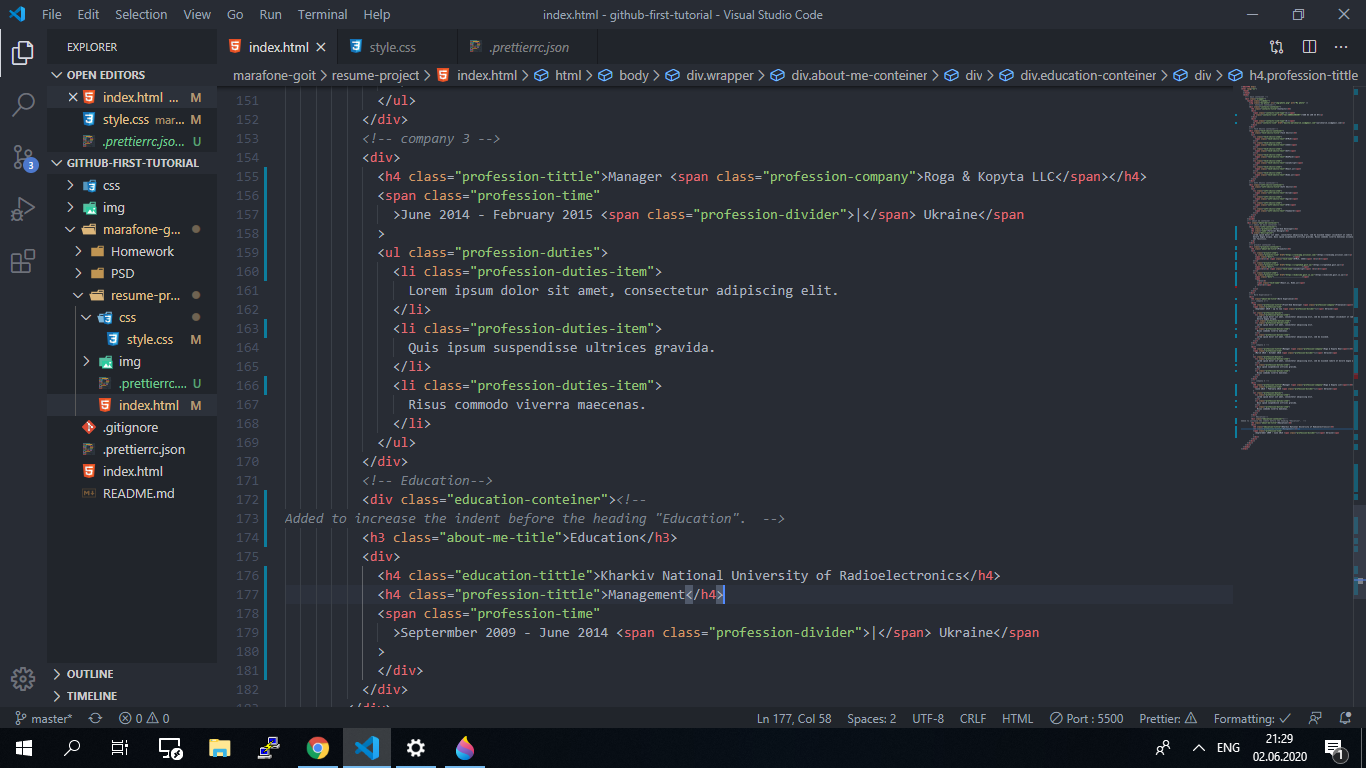 File Edit Selection View Go Run Terminal Help index.html - github-first-tutorial - Visual Studio Code
EXPLORER
index.html
style.css
.prettierrc.json
OPEN EDITORS
index.html ... M
style.css mar... M
.prettierrc.jso... U
GITHUB-FIRST-TUTORIAL
css
img
marafone-g...
Homework
PSD
resume-pr...
css
style.css M
img
.prettierrc.... U
index.html M
.gitignore
.prettierrc.json
index.html
README.md
OUTLINE
TIMELINE
marafone-goit > resume-project > index.html > html > body > div.wrapper > div.about-me-conteiner > div > div.education-conteiner > div > h4.profession-tittle
151 </ul>
152 </div>
153 <!-- company 3 -->
154 <div>
155 <h4 class="profession-tittle">Manager <span class="profession-company">Roga & Kopyta LLC</span></h4>
156 <span class="profession-time"
157 >June 2014 - February 2015 <span class="profession-divider">|</span> Ukraine</span
158 >
159 <ul class="profession-duties">
160 <li class="profession-duties-item">
161 Lorem ipsum dolor sit amet, consectetur adipiscing elit.
162 </li>
163 <li class="profession-duties-item">
164 Quis ipsum suspendisse ultrices gravida.
165 </li>
166 <li class="profession-duties-item">
167 Risus commodo viverra maecenas.
168 </li>
169 </ul>
170 </div>
171 <!-- Education-->
172 <div class="education-conteiner"><!--
173 Added to increase the indent before the heading "Education".  -->
174 <h3 class="about-me-title">Education</h3>
175 <div>
176 <h4 class="education-tittle">Kharkiv National University of Radioelectronics</h4>
177 <h4 class="profession-tittle">Management</h4>
178 <span class="profession-time"
179 >Septermber 2009 - June 2014 <span class="profession-divider">|</span> Ukraine</span
180 >
181 </div>
182 </div>
3
master* 0 0 Ln 177, Col 58 Spaces: 2 UTF-8 CRLF HTML Port : 5500 Prettier: Formatting:
ENG
21:29
02.06.2020
1